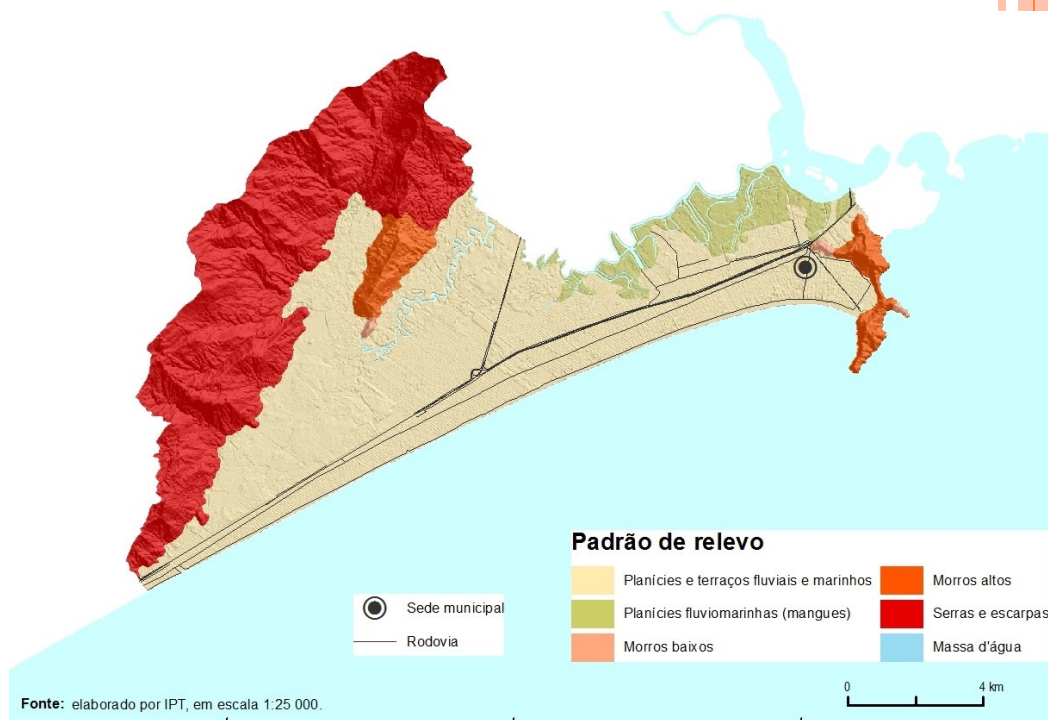 Padrão de relevo
Planícies e terraços fluviais e marinhos
Planícies fluviomarinhas (mangues)
Morros baixos
Morros altos
Serras e escarpas
Massa d'água
Sede municipal
Rodovia
0 4 km
Fonte: elaborado por IPT, em escala 1:25 000.